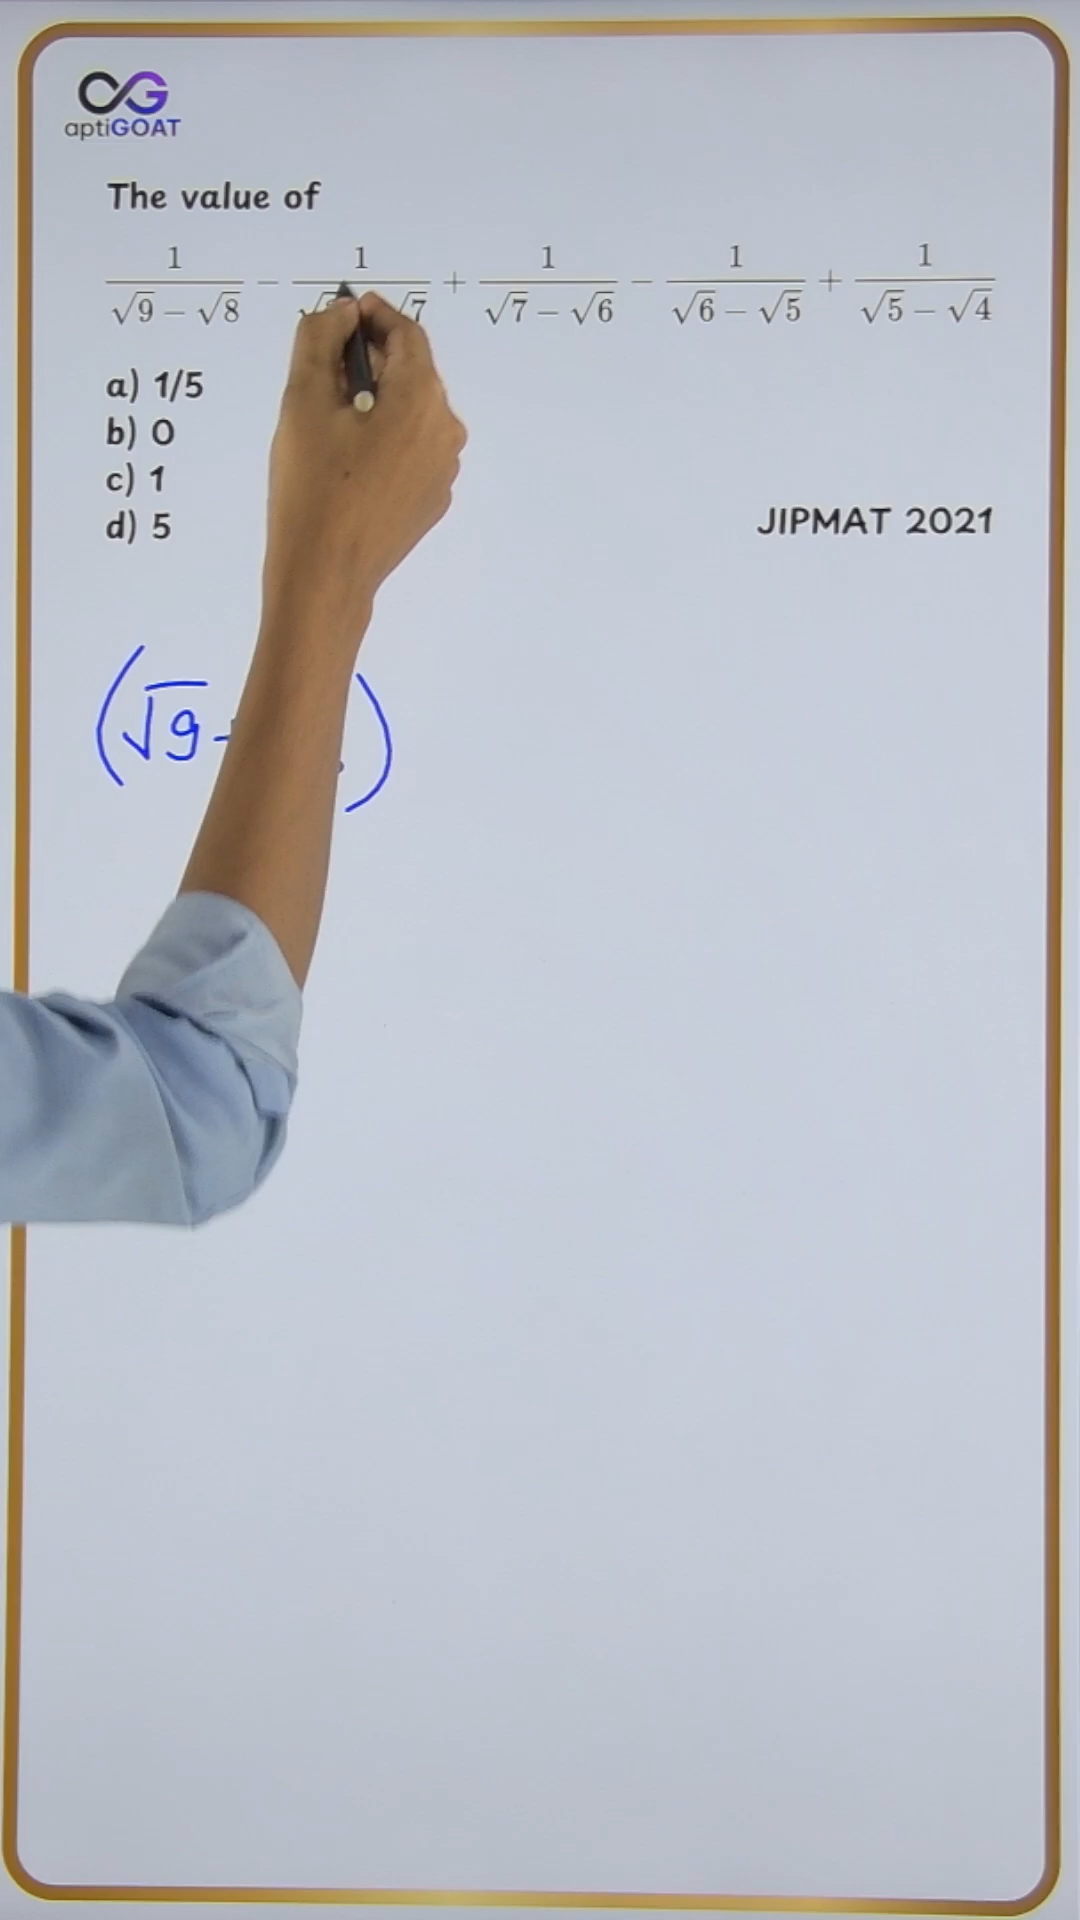 aptiGOAT
The value of
1/(√9 − √8) − 1/(√ √7) + 1/(√7 − √6) − 1/(√6 − √5) + 1/(√5 − √4)
a) 1/5
b) 0
c) 1
d) 5
JIPMAT 2021
(√9 )